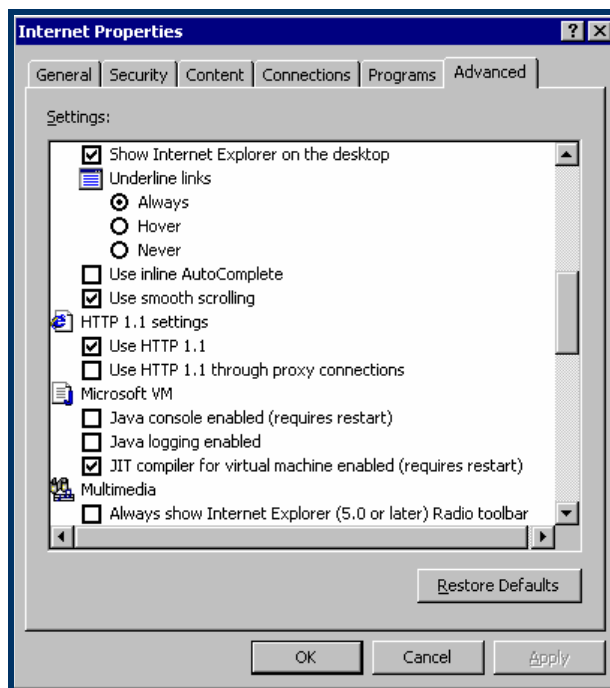 Internet Properties
General Security Content Connections Programs Advanced
Settings:
Show Internet Explorer on the desktop
Underline links
Always
Hover
Never
Use inline AutoComplete
Use smooth scrolling
HTTP 1.1 settings
Use HTTP 1.1
Use HTTP 1.1 through proxy connections
Microsoft VM
Java console enabled (requires restart)
Java logging enabled
JIT compiler for virtual machine enabled (requires restart)
Multimedia
Always show Internet Explorer (5.0 or later) Radio toolbar
Restore Defaults
OK Cancel Apply